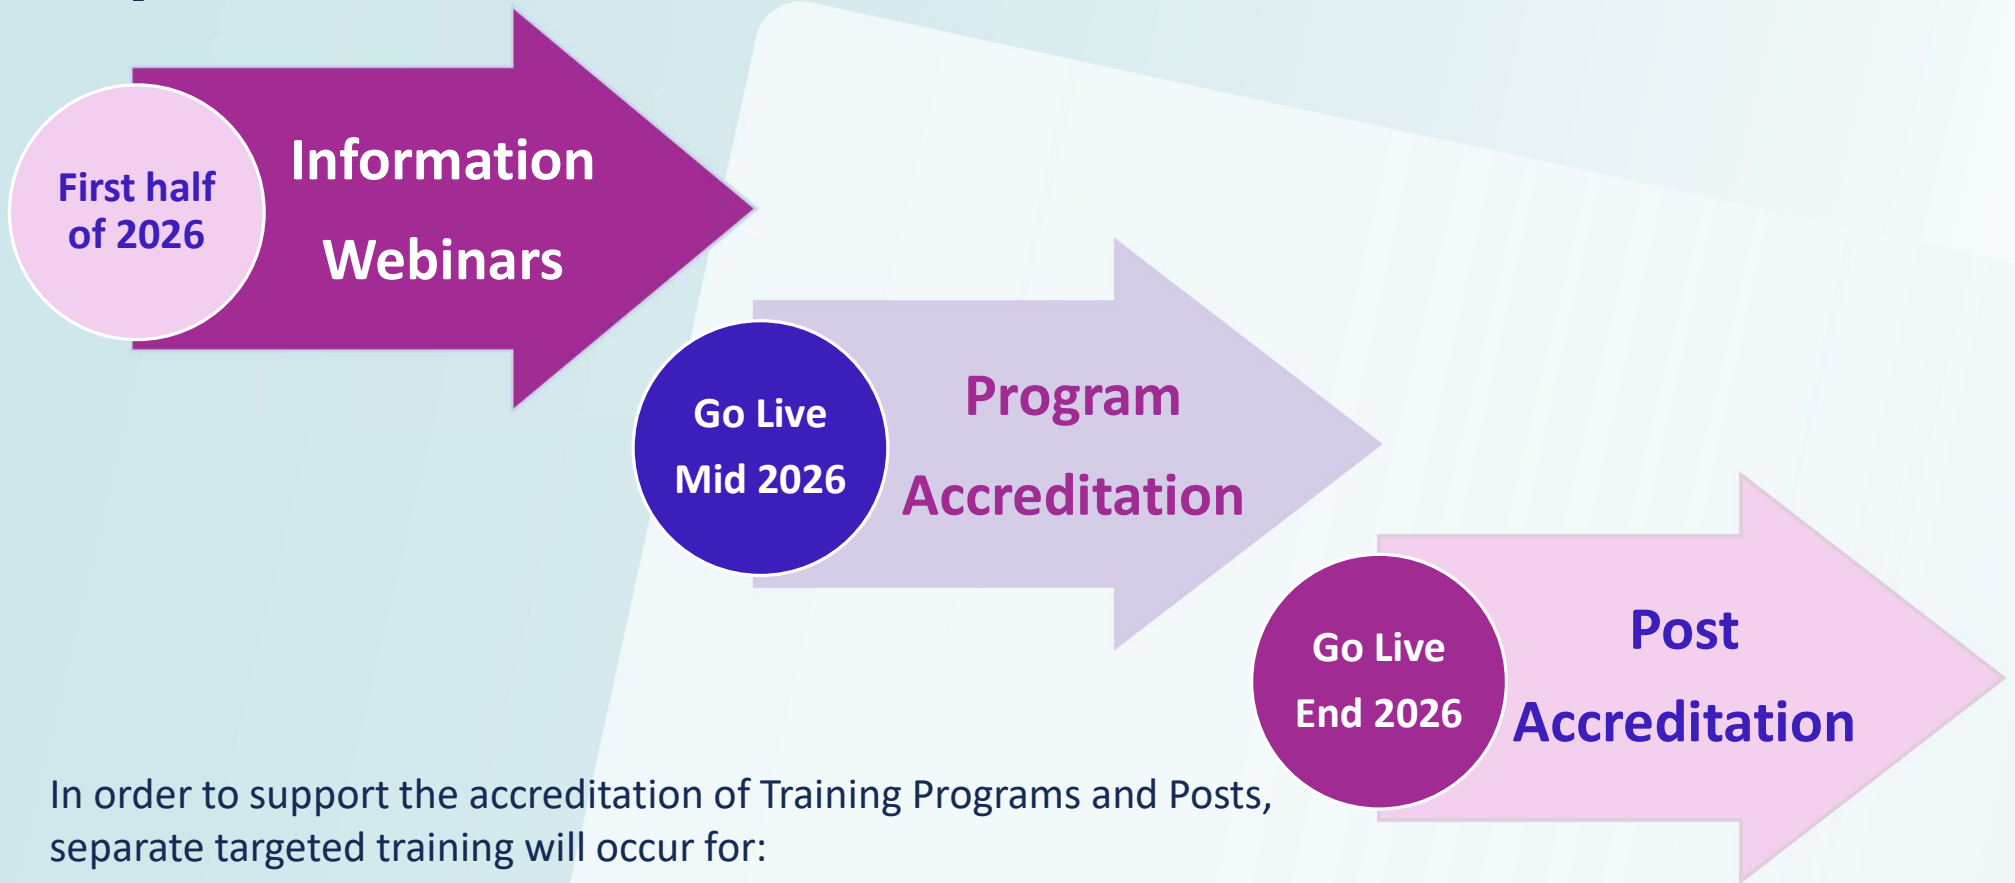 First half
of 2026
Information
Webinars
Go Live
Mid 2026
Program
Accreditation
Go Live
End 2026
Post
Accreditation
In order to support the accreditation of Training Programs and Posts,
separate targeted training will occur for: